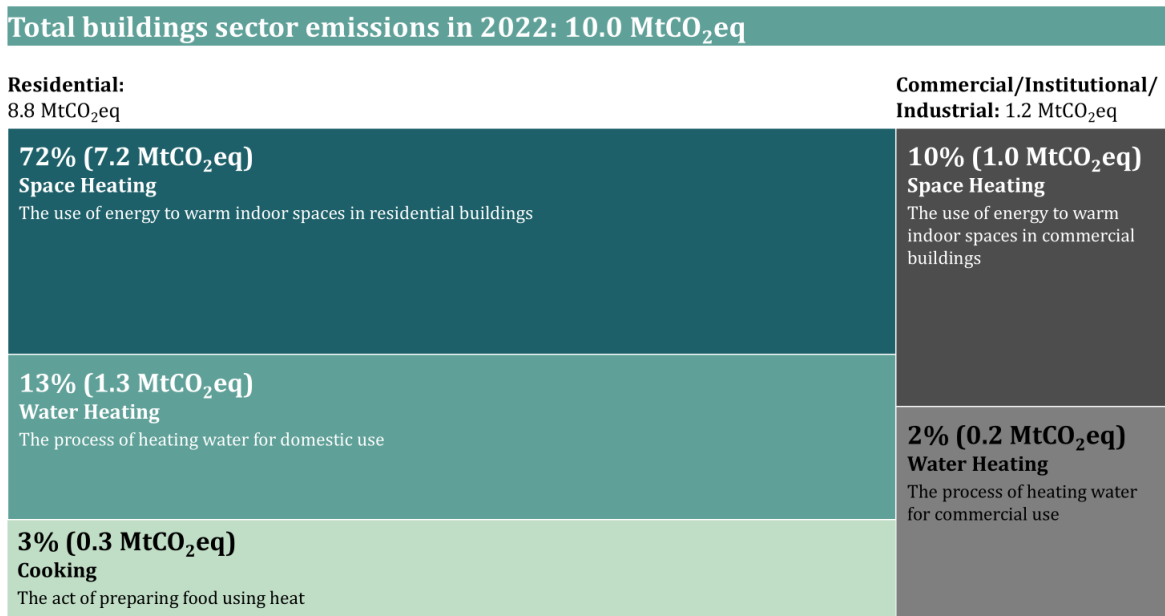 Total buildings sector emissions in 2022: 10.0 MtCO₂eq
Residential:
8.8 MtCO₂eq
Commercial/Institutional/
Industrial: 1.2 MtCO₂eq
72% (7.2 MtCO₂eq)
Space Heating
The use of energy to warm indoor spaces in residential buildings
13% (1.3 MtCO₂eq)
Water Heating
The process of heating water for domestic use
3% (0.3 MtCO₂eq)
Cooking
The act of preparing food using heat
10% (1.0 MtCO₂eq)
Space Heating
The use of energy to warm
indoor spaces in commercial
buildings
2% (0.2 MtCO₂eq)
Water Heating
The process of heating water
for commercial use